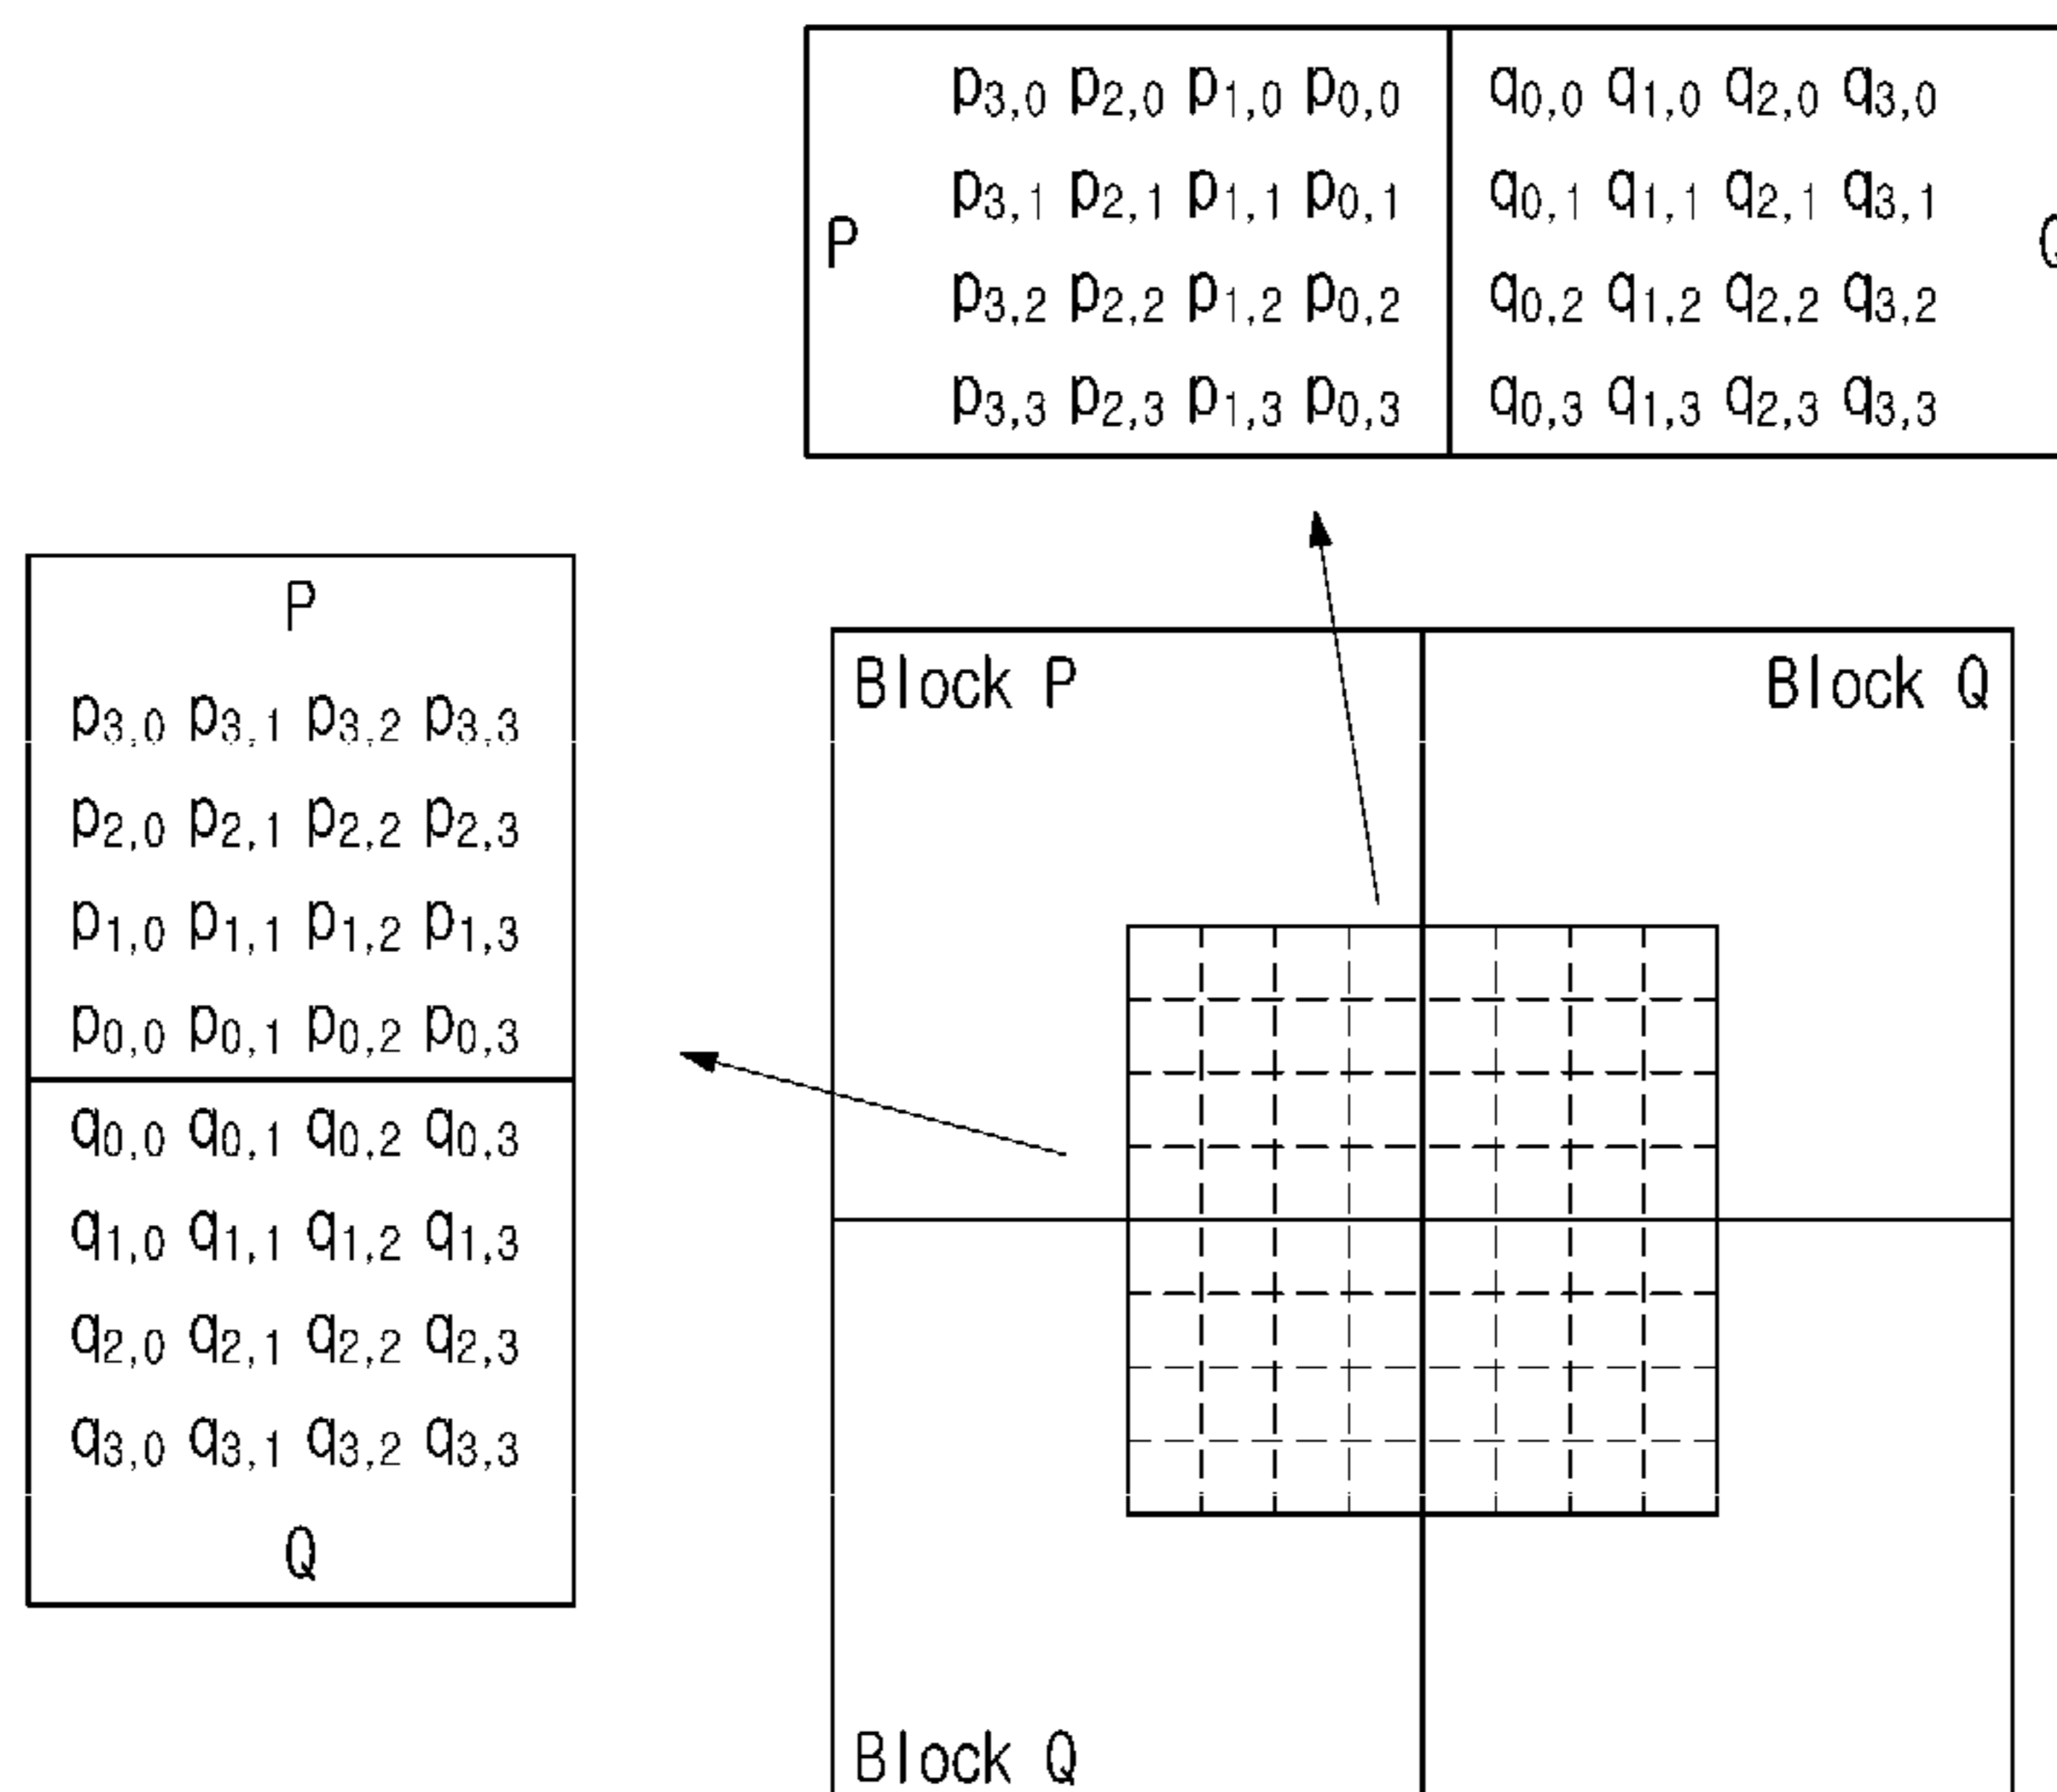 p3,0 p2,0 p1,0 p0,0 q0,0 q1,0 q2,0 q3,0
p3,1 p2,1 p1,1 p0,1 q0,1 q1,1 q2,1 q3,1
P Q
p3,2 p2,2 p1,2 p0,2 q0,2 q1,2 q2,2 q3,2
p3,3 p2,3 p1,3 p0,3 q0,3 q1,3 q2,3 q3,3
P
p3,0 p3,1 p3,2 p3,3
p2,0 p2,1 p2,2 p2,3
p1,0 p1,1 p1,2 p1,3
p0,0 p0,1 p0,2 p0,3
q0,0 q0,1 q0,2 q0,3
q1,0 q1,1 q1,2 q1,3
q2,0 q2,1 q2,2 q2,3
q3,0 q3,1 q3,2 q3,3
Q
Block P Block Q
Block Q